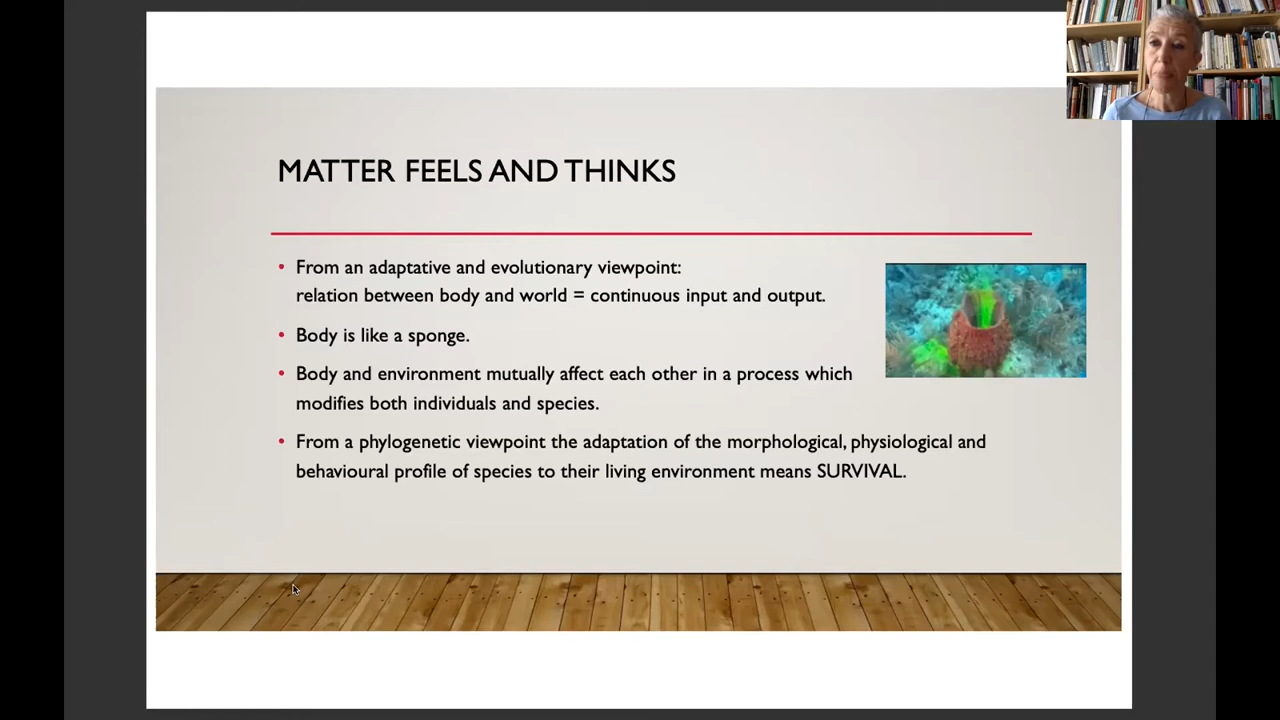 MATTER FEELS AND THINKS
• From an adaptative and evolutionary viewpoint:
relation between body and world = continuous input and output.
• Body is like a sponge.
• Body and environment mutually affect each other in a process which
modifies both individuals and species.
• From a phylogenetic viewpoint the adaptation of the morphological, physiological and
behavioural profile of species to their living environment means SURVIVAL.